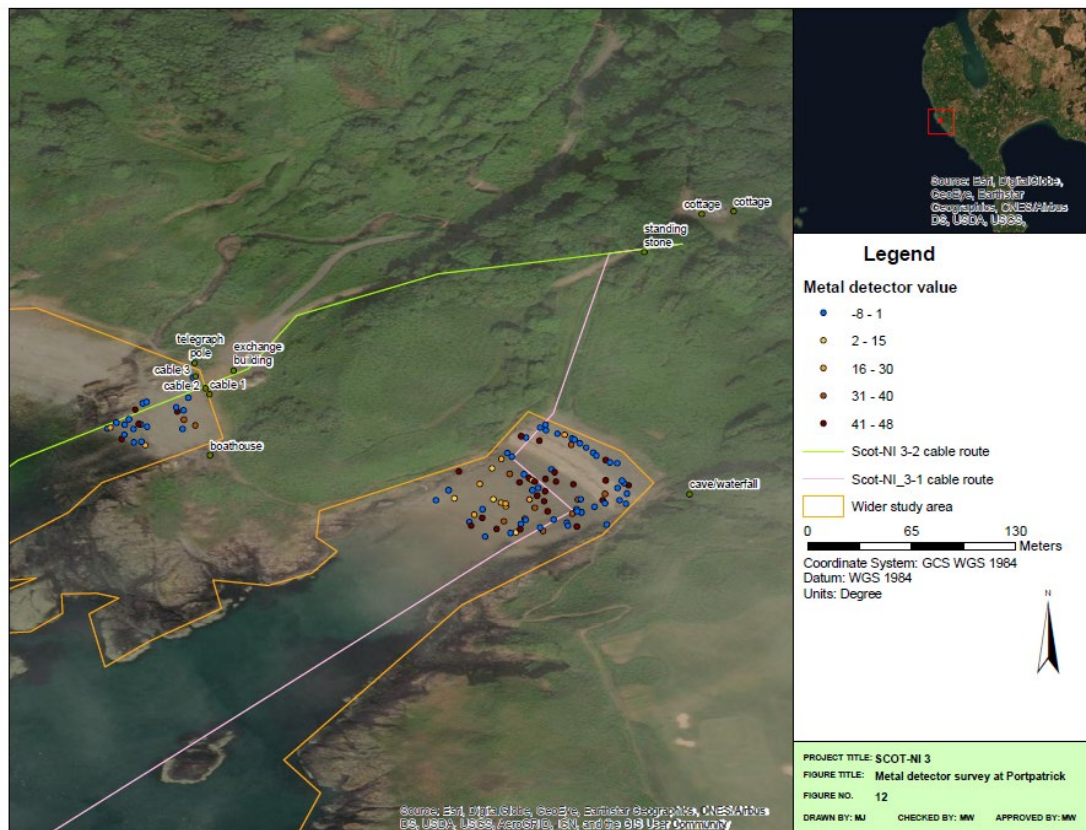 cottage
cottage
standing
stone
telegraph
pole
exchange
building
cable 3
cable 2
cable 1
boathouse
cave/waterfall
Source: Esri, DigitalGlobe, GeoEye, Earthstar Geographics, CNES/Airbus
DS, USDA, USGS, AeroGRID, IGN, and the GIS User Community
Source: Esri, DigitalGlobe,
GeoEye, Earthstar
Geographics, CNES/Airbus
DS, USDA, USGS,
Legend
Metal detector value
-8 - 1
2 - 15
16 - 30
31 - 40
41 - 48
Scot-NI 3-2 cable route
Scot-NI_3-1 cable route
Wider study area
0 65 130
Meters
Coordinate System: GCS WGS 1984
Datum: WGS 1984
Units: Degree
N
PROJECT TITLE: SCOT-NI 3
FIGURE TITLE: Metal detector survey at Portpatrick
FIGURE NO. 12
DRAWN BY: MJ CHECKED BY: MW APPROVED BY: MW